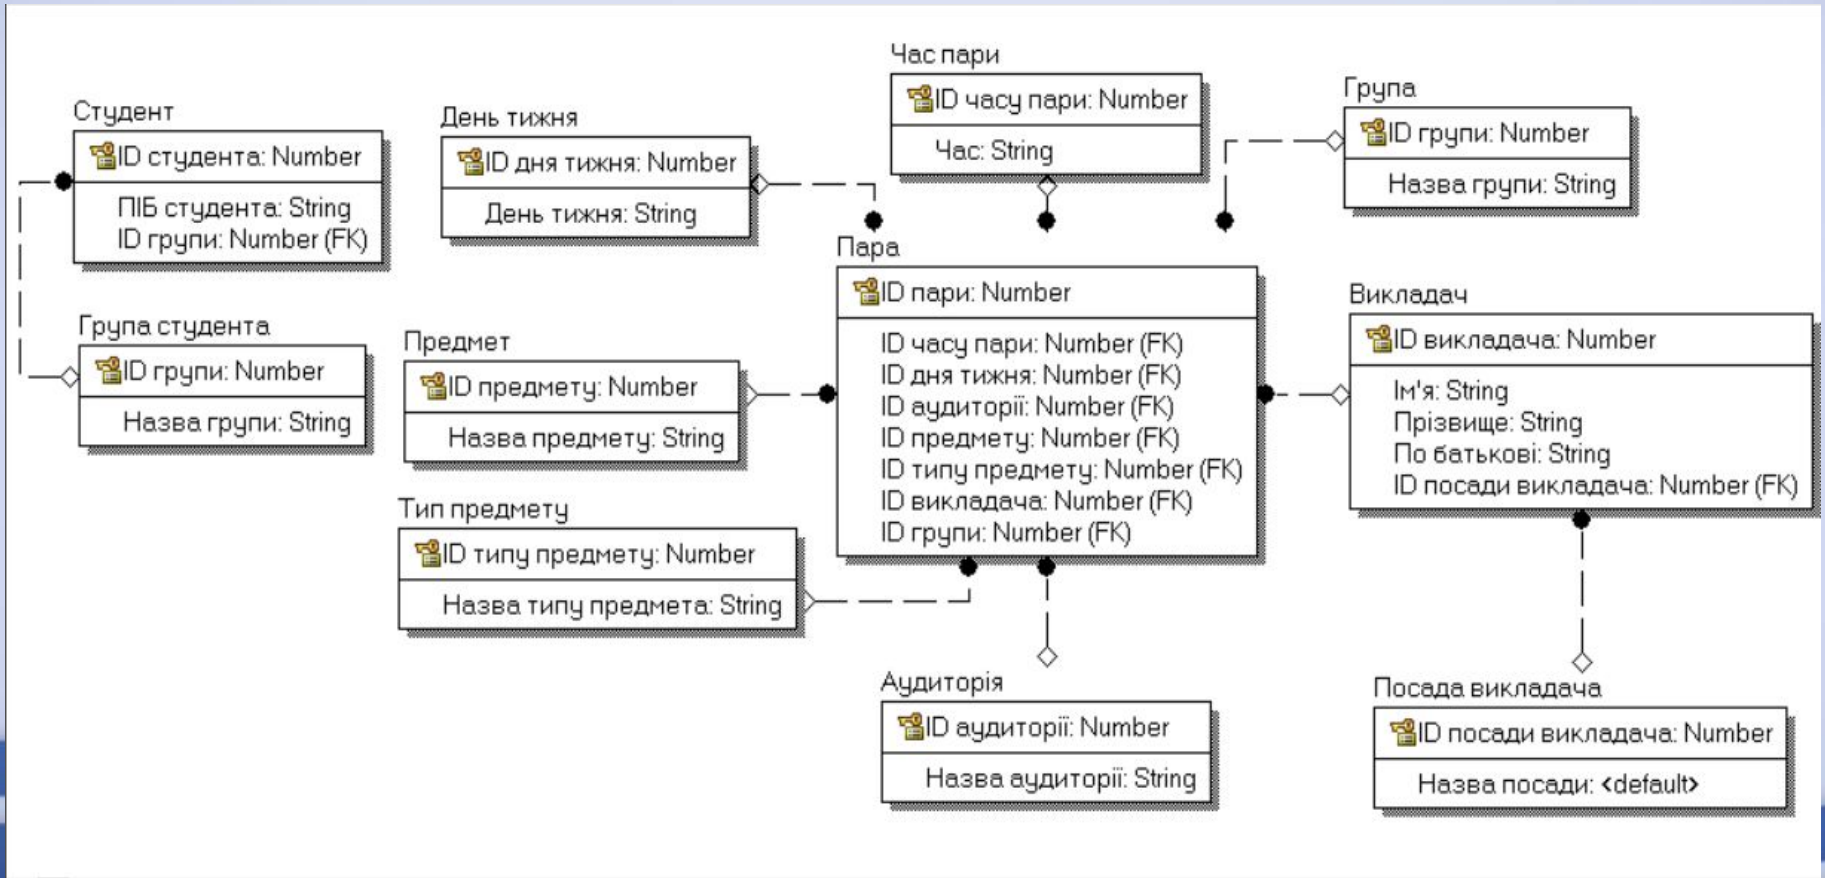 Студент
ID студента: Number
ПІБ студента: String
ID групи: Number (FK)
Група студента
ID групи: Number
Назва групи: String
День тижня
ID дня тижня: Number
День тижня: String
Предмет
ID предмету: Number
Назва предмету: String
Тип предмету
ID типу предмету: Number
Назва типу предмета: String
Час пари
ID часу пари: Number
Час: String
Пара
ID пари: Number
ID часу пари: Number (FK)
ID дня тижня: Number (FK)
ID аудиторії: Number (FK)
ID предмету: Number (FK)
ID типу предмету: Number (FK)
ID викладача: Number (FK)
ID групи: Number (FK)
Аудиторія
ID аудиторії: Number
Назва аудиторії: String
Група
ID групи: Number
Назва групи: String
Викладач
ID викладача: Number
Ім'я: String
Прізвище: String
По батькові: String
ID посади викладача: Number (FK)
Посада викладача
ID посади викладача: Number
Назва посади: <default>